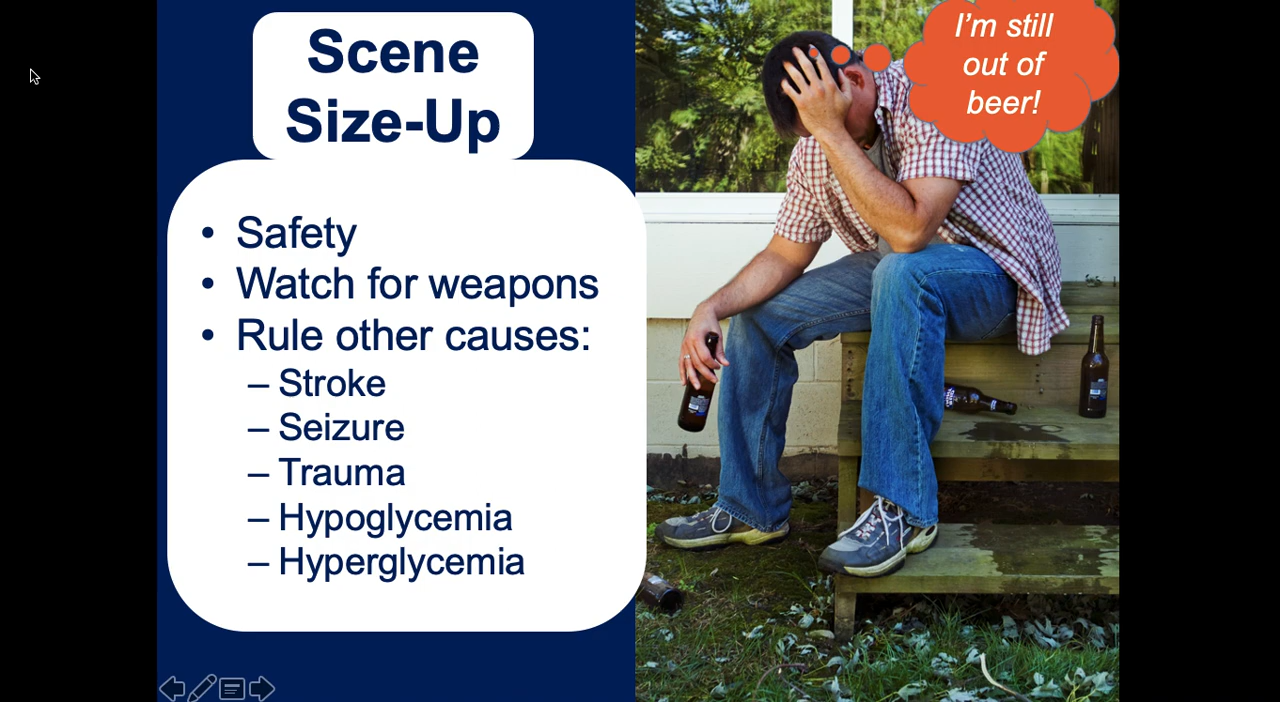 Scene
Size-Up
• Safety
• Watch for weapons
• Rule other causes:
– Stroke
– Seizure
– Trauma
– Hypoglycemia
– Hyperglycemia
I'm still
out of
beer!